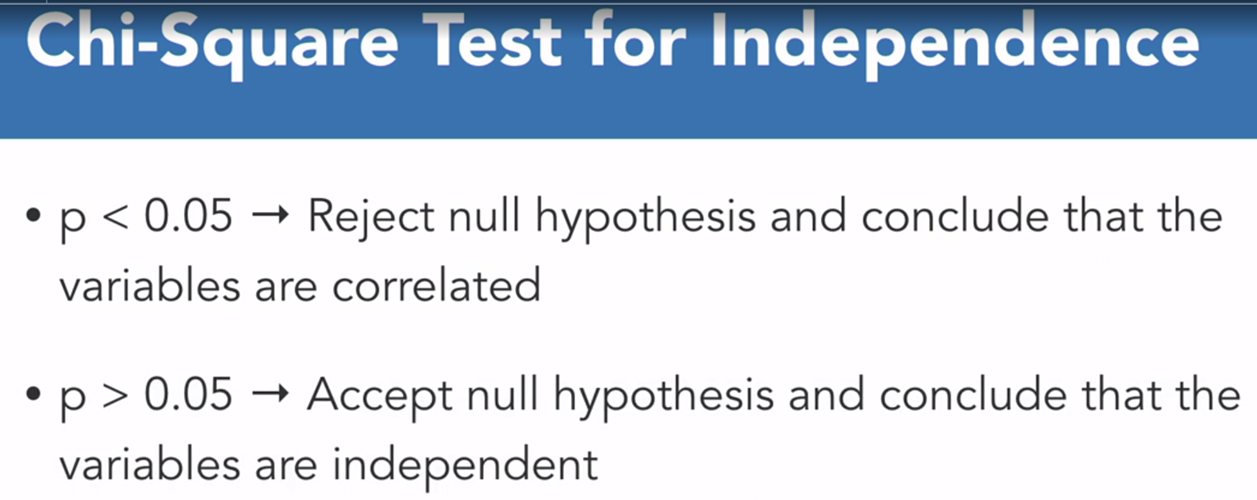 Chi-Square Test for Independence
• p < 0.05 → Reject null hypothesis and conclude that the
variables are correlated
• p > 0.05 → Accept null hypothesis and conclude that the
variables are independent